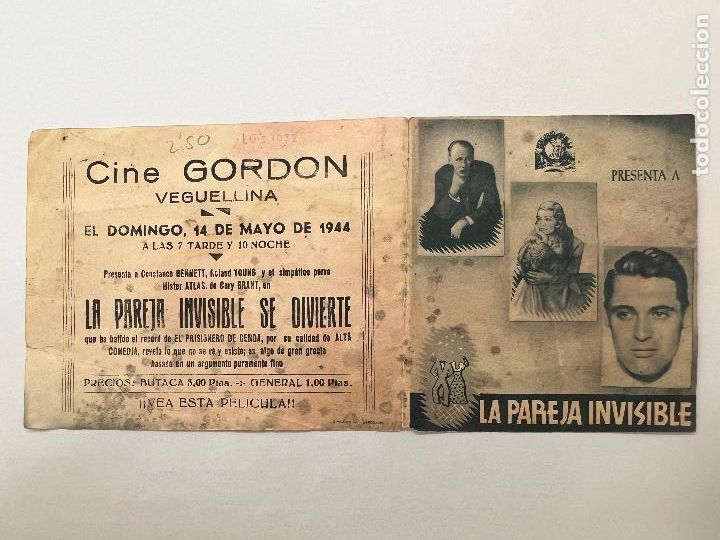 2'50
LUIS 1932
Cine GORDON
VEGUELLINA
EL DOMINGO, 14 DE MAYO DE 1944
A LAS 7 TARDE Y 10 NOCHE
Presenta a Constance BENNETT, Roland YOUNG y el simpático perro
Mister ATLAS, de Cary GRANT, en
LA PAREJA INVISIBLE SE DIVIERTE
que ha batido el record de EL PRISIONERO DE CENDA, por su calidad de ALTA
COMEDIA, revela lo que no se ve y existe; es algo de gran gracia
basado en un argumento puramente fino
PRECIOS: BUTACA 3,00 Ptas. -:- GENERAL 1,00 Ptas.
¡¡VEA ESTA PELICULA!!
PRESENTA A
LA PAREJA INVISIBLE
todocoleccion